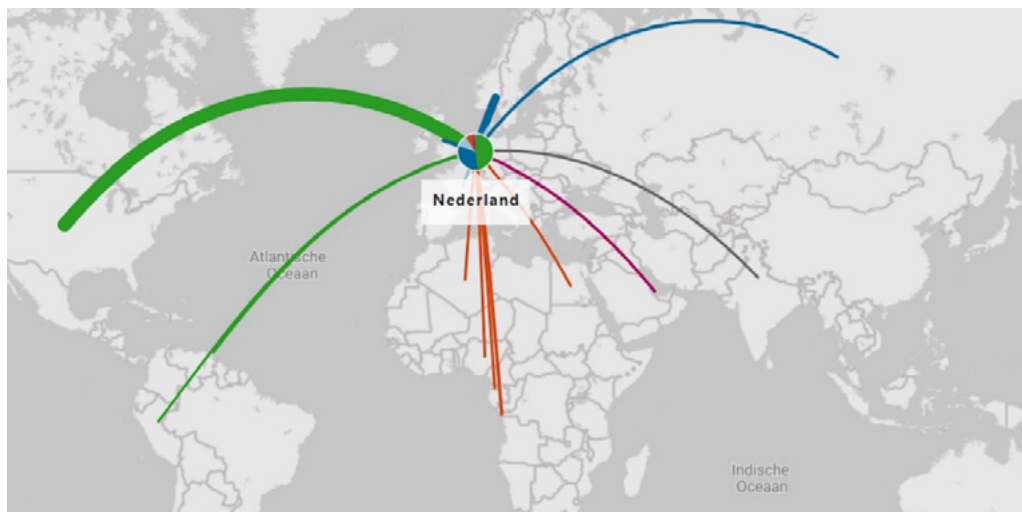 Nederland
Atlantische
Oceaan
Indische
Oceaan